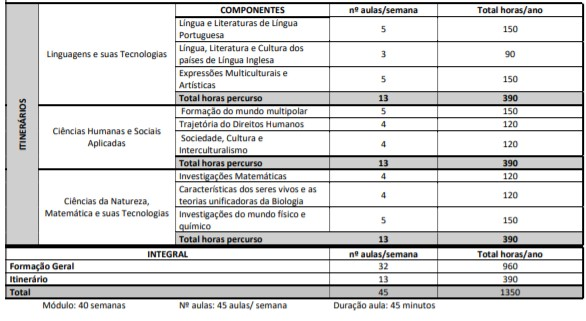 COMPONENTES nº aulas/semana Total horas/ano
ITINERÁRIOS
Linguagens e suas Tecnologias
Língua e Literaturas de Língua
Portuguesa 5 150
Língua, Literatura e Cultura dos
países de Língua Inglesa 3 90
Expressões Multiculturais e
Artísticas 5 150
Total horas percurso 13 390
Ciências Humanas e Sociais
Aplicadas
Formação do mundo multipolar 5 150
Trajetória do Direitos Humanos 4 120
Sociedade, Cultura e
Interculturalismo 4 120
Total horas percurso 13 390
Ciências da Natureza,
Matemática e suas Tecnologias
Investigações Matemáticas 4 120
Características dos seres vivos e as
teorias unificadoras da Biologia 4 120
Investigações do mundo físico e
químico 5 150
Total horas percurso 13 390
INTEGRAL nº aulas/semana Total horas/ano
Formação Geral 32 960
Itinerário 13 390
Total 45 1350
Módulo: 40 semanas Nº aulas: 45 aulas/ semana Duração aula: 45 minutos